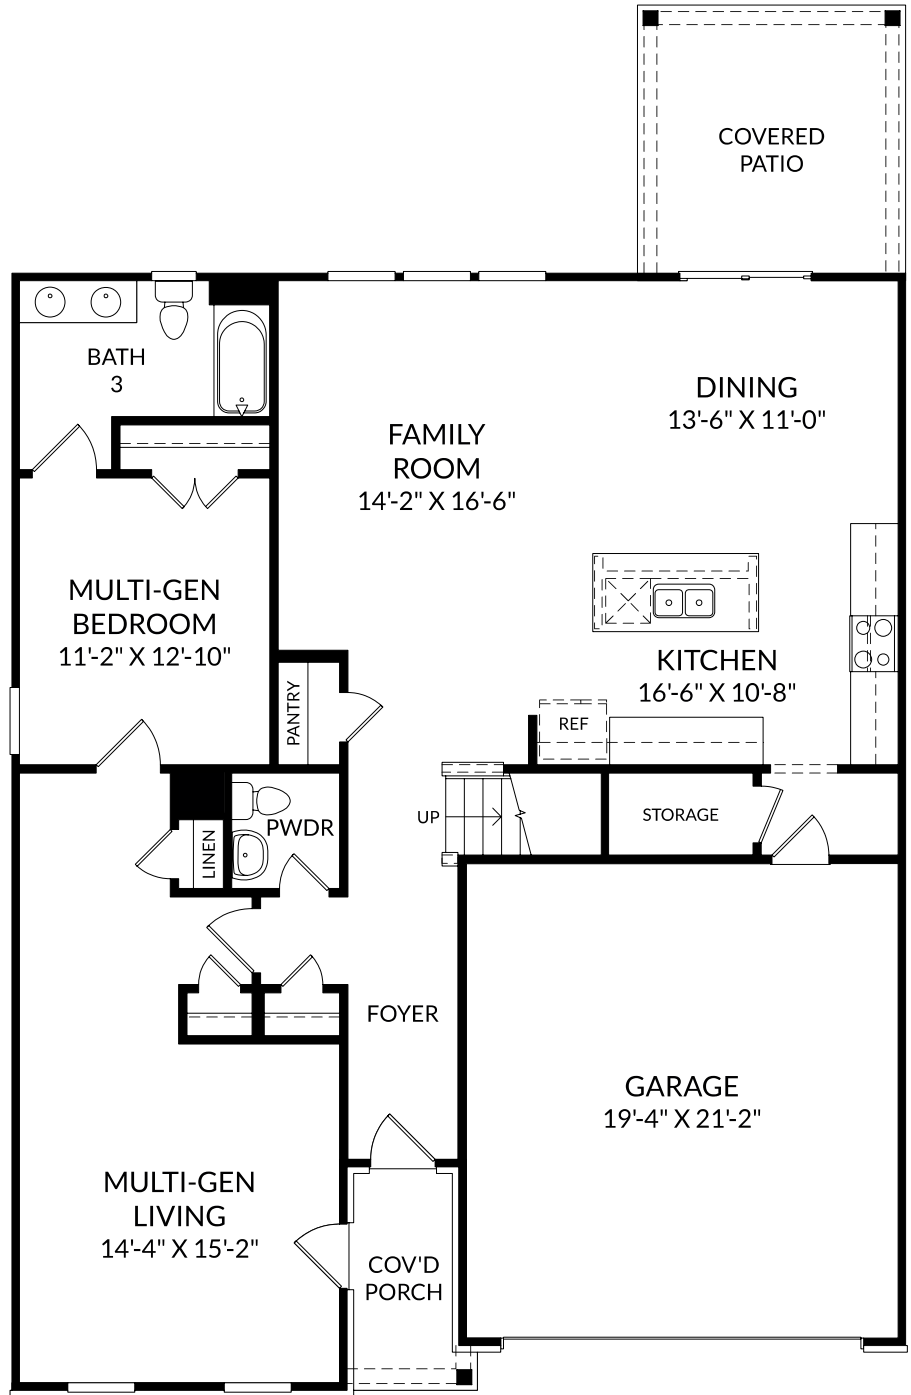 COVERED
PATIO
BATH
3
DINING
13'-6" X 11'-0"
FAMILY
ROOM
14'-2" X 16'-6"
MULTI-GEN
BEDROOM
11'-2" X 12'-10"
KITCHEN
16'-6" X 10'-8"
PANTRY
REF
UP
STORAGE
PWDR
LINEN
FOYER
GARAGE
19'-4" X 21'-2"
MULTI-GEN
LIVING
14'-4" X 15'-2"
COV'D
PORCH